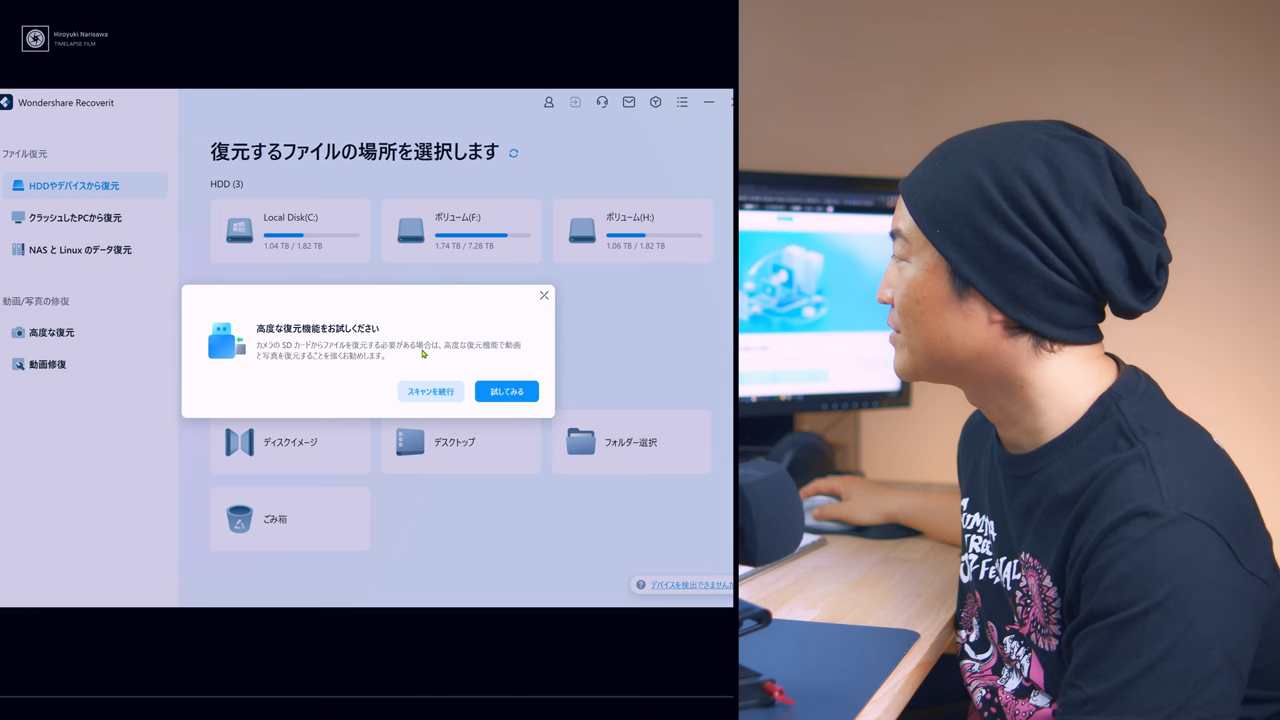 Hiroyuki Narisawa
TIMELAPSE FILM
Wondershare Recoverit
ファイル復元
HDDやデバイスから復元
クラッシュしたPCから復元
NAS と Linux のデータ復元
動画/写真の修復
高度な復元
動画修復
復元するファイルの場所を選択します
HDD (3)
Local Disk(C:)
1.04 TB / 1.82 TB
ボリューム(F:)
1.74 TB / 7.28 TB
ボリューム(H:)
1.06 TB / 1.82 TB
高度な復元機能をお試しください
カメラの SD カードからファイルを復元する必要がある場合は、高度な復元機能で動画
と写真を復元することを強くお勧めします。
スキャンを続行
試してみる
ディスクイメージ
デスクトップ
フォルダー選択
ごみ箱
デバイスを検出できませんか
TREE